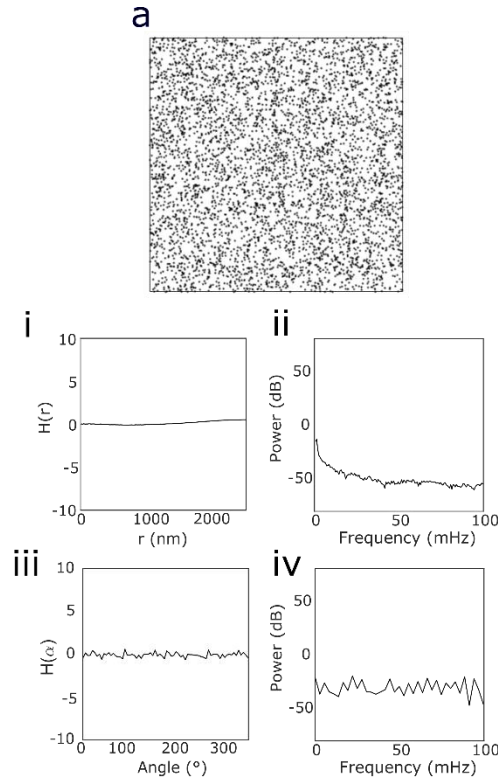 a
i
10
5
0
-5
-10
H(r)
0 1000 2000
r (nm)
ii
50
0
-50
Power (dB)
0 50 100
Frequency (mHz)
iii
10
5
0
-5
-10
H(α)
0 100 200 300
Angle (°)
iv
50
0
-50
Power (dB)
0 50 100
Frequency (mHz)